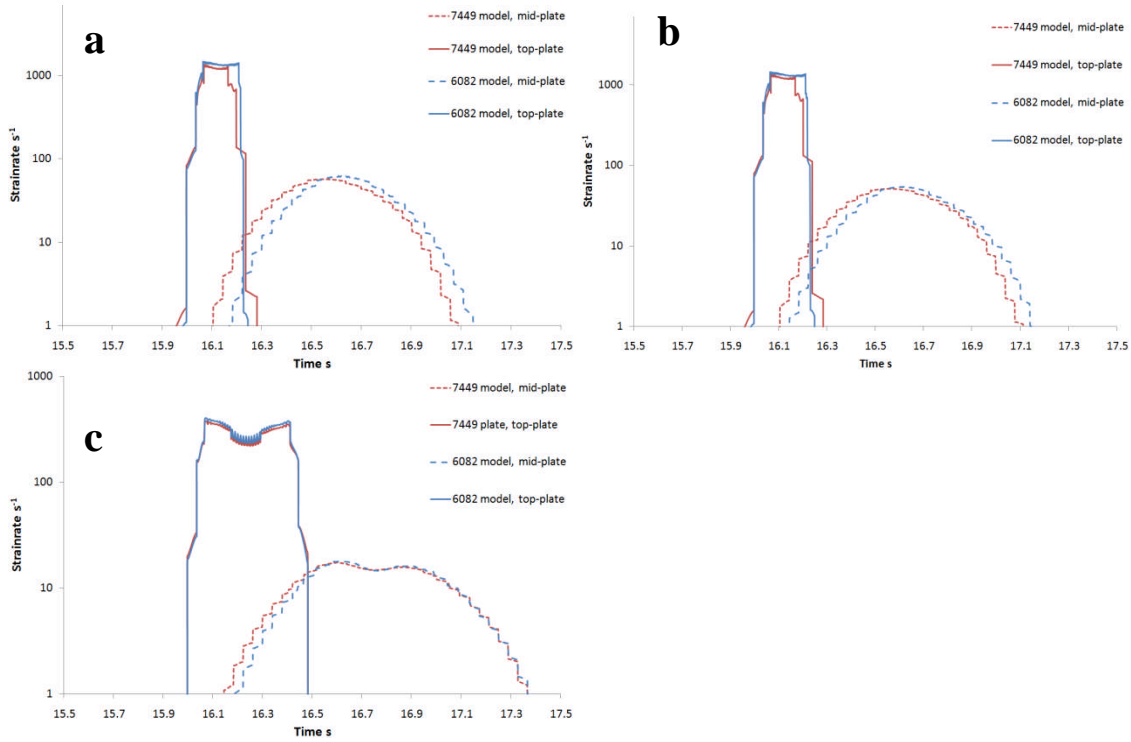 a
7449 model, mid-plate
7449 model, top-plate
6082 model, mid-plate
6082 model, top-plate
Strainrate s-1
1000
100
10
1
15.5 15.7 15.9 16.1 16.3 16.5 16.7 16.9 17.1 17.3 17.5
Time s
b
7449 model, mid-plate
7449 model, top-plate
6082 model, mid-plate
6082 model, top-plate
Strainrate s-1
1000
100
10
1
15.5 15.7 15.9 16.1 16.3 16.5 16.7 16.9 17.1 17.3 17.5
Time s
c
7449 model, mid-plate
7449 plate, top-plate
6082 model, mid-plate
6082 model, top-plate
Strainrate s-1
1000
100
10
1
15.5 15.7 15.9 16.1 16.3 16.5 16.7 16.9 17.1 17.3 17.5
Time s